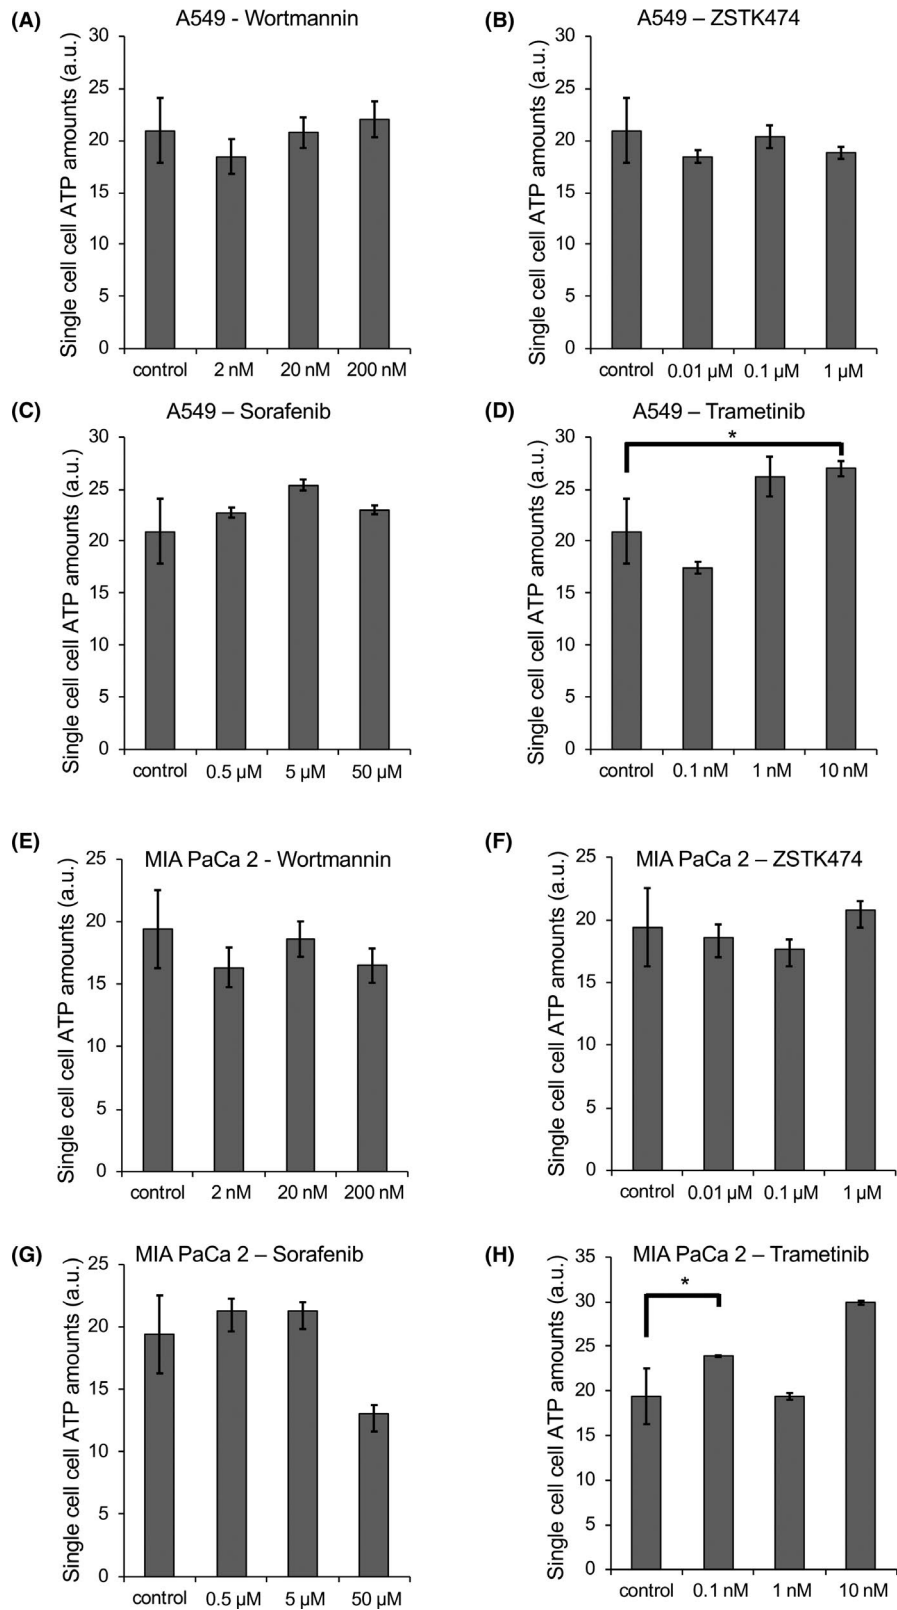 (A)
A549 - Wortmannin
Single cell cell ATP amounts (a.u.)
30
25
20
15
10
5
0
control 2 nM 20 nM 200 nM
(B)
A549 – ZSTK474
Single cell cell ATP amounts (a.u.)
30
25
20
15
10
5
0
control 0.01 µM 0.1 µM 1 µM
(C)
A549 – Sorafenib
Single cell cell ATP amounts (a.u.)
30
25
20
15
10
5
0
control 0.5 µM 5 µM 50 µM
(D)
A549 – Trametinib
Single cell cell ATP amounts (a.u.)
30
25
20
15
10
5
0
*
control 0.1 nM 1 nM 10 nM
(E)
MIA PaCa 2 - Wortmannin
Single cell cell ATP amounts (a.u.)
25
20
15
10
5
0
control 2 nM 20 nM 200 nM
(F)
MIA PaCa 2 – ZSTK474
Single cell cell ATP amounts (a.u.)
25
20
15
10
5
0
control 0.01 µM 0.1 µM 1 µM
(G)
MIA PaCa 2 – Sorafenib
Single cell cell ATP amounts (a.u.)
25
20
15
10
5
0
control 0.5 µM 5 µM 50 µM
(H)
MIA PaCa 2 – Trametinib
Single cell cell ATP amounts (a.u.)
35
30
25
20
15
10
5
0
*
control 0.1 nM 1 nM 10 nM